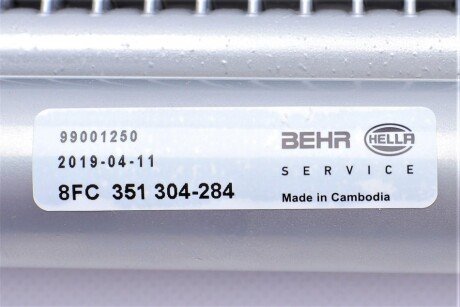 99001250
2019-04-11
8FC 351 304-284
BEHR HELLA
SERVICE
Made in Cambodia